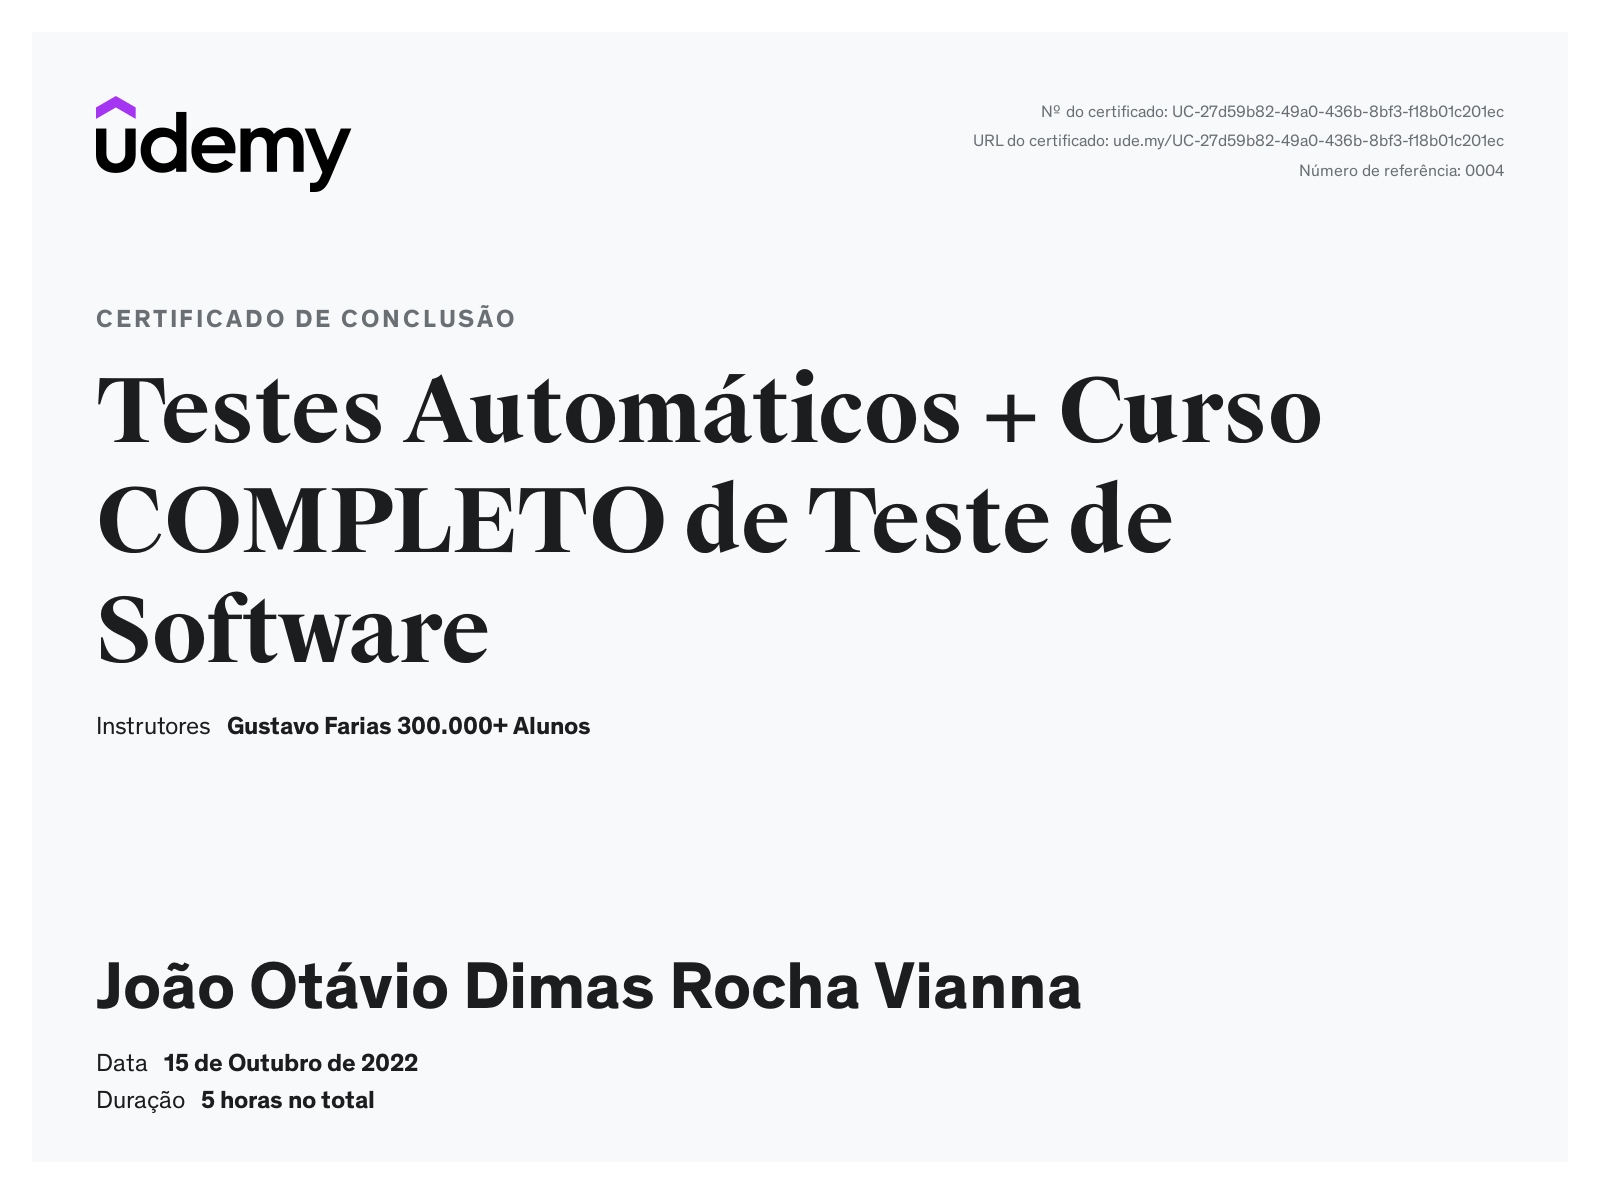 udemy
Nº do certificado: UC-27d59b82-49a0-436b-8bf3-f18b01c201ec
URL do certificado: ude.my/UC-27d59b82-49a0-436b-8bf3-f18b01c201ec
Número de referência: 0004
CERTIFICADO DE CONCLUSÃO
Testes Automáticos + Curso
COMPLETO de Teste de
Software
Instrutores Gustavo Farias 300.000+ Alunos
João Otávio Dimas Rocha Vianna
Data 15 de Outubro de 2022
Duração 5 horas no total